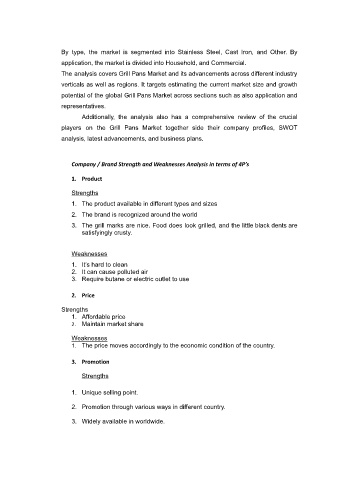 By type, the market is segmented into Stainless Steel, Cast Iron, and Other. By
application, the market is divided into Household, and Commercial.
The analysis covers Grill Pans Market and its advancements across different industry
verticals as well as regions. It targets estimating the current market size and growth
potential of the global Grill Pans Market across sections such as also application and
representatives.
Additionally, the analysis also has a comprehensive review of the crucial
players on the Grill Pans Market together side their company profiles, SWOT
analysis, latest advancements, and business plans.
Company / Brand Strength and Weaknesses Analysis in terms of 4P's
1. Product
Strengths
1. The product available in different types and sizes
2. The brand is recognized around the world
3. The grill marks are nice. Food does look grilled, and the little black dents are
satisfyingly crusty.
Weaknesses
1. It's hard to clean
2. It can cause polluted air
3. Require butane or electric outlet to use
2. Price
Strengths
1. Affordable price
2. Maintain market share
Weaknesses
1. The price moves accordingly to the economic condition of the country.
3. Promotion
Strengths
1. Unique selling point.
2. Promotion through various ways in different country.
3. Widely available in worldwide.